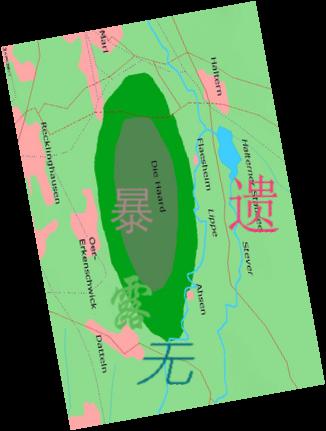 Marl
Haltern
Recklinghausen
Die Haard
Flaesheim
Halterner Stausee
Lippe
Stever
Oer-
Erkenschwick
Ahsen
Datteln
暴
遗
露
无